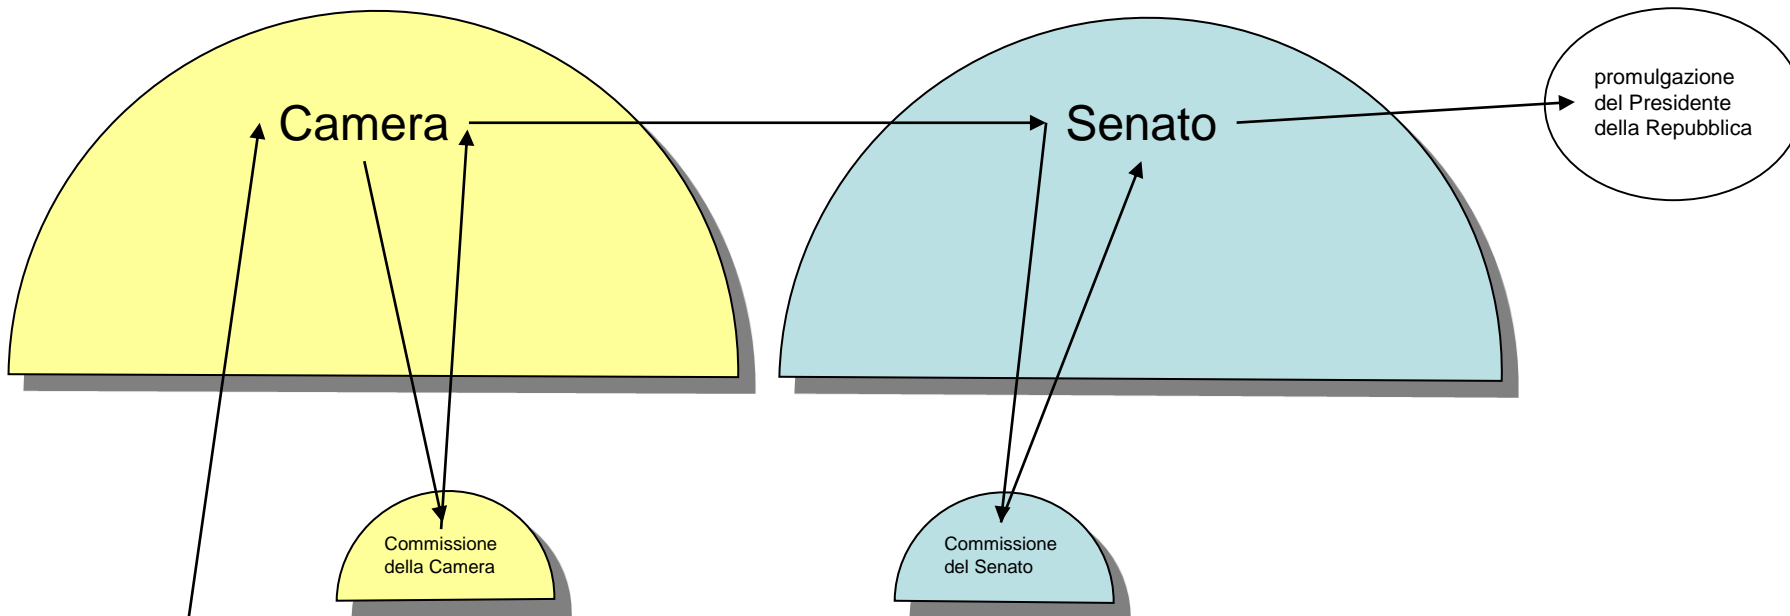 Camera
Senato
promulgazione
del Presidente
della Repubblica
Commissione
della Camera
Commissione
del Senato